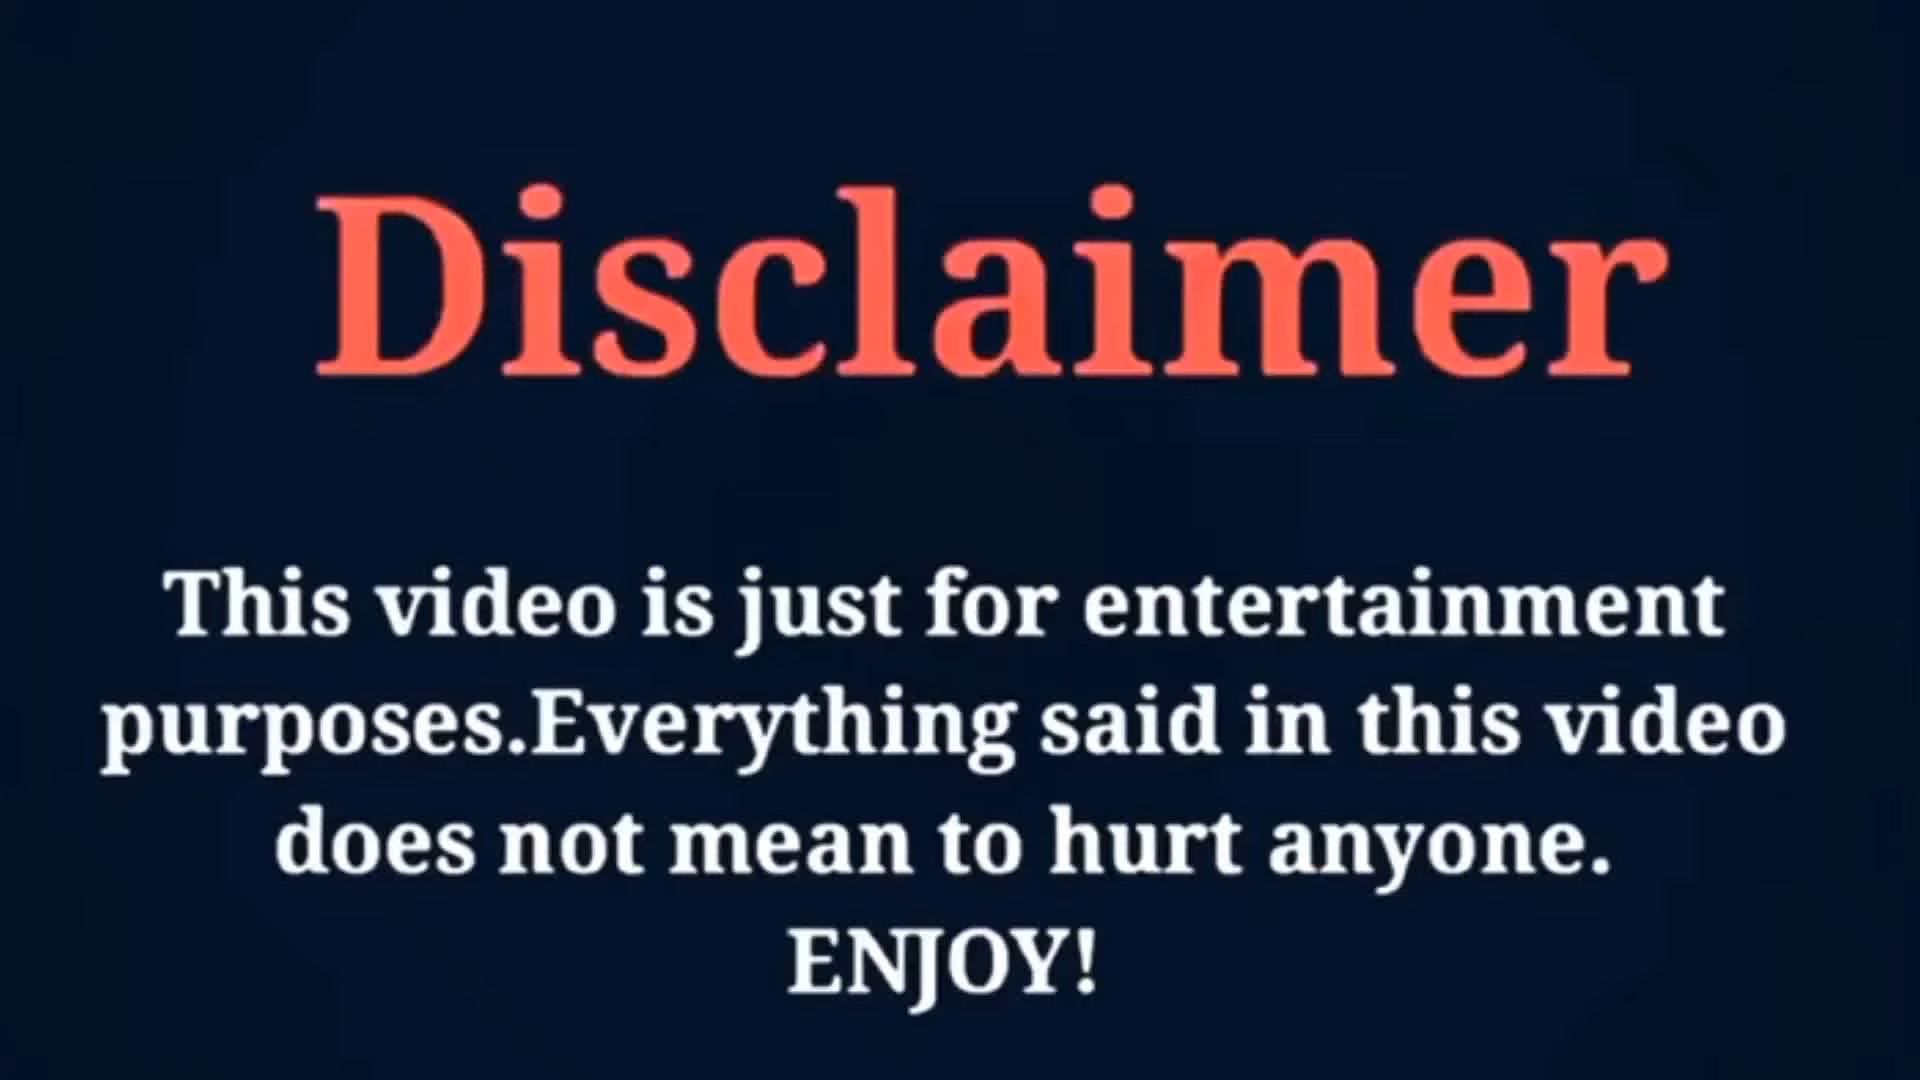 Disclaimer
This video is just for entertainment
purposes.Everything said in this video
does not mean to hurt anyone.
ENJOY!